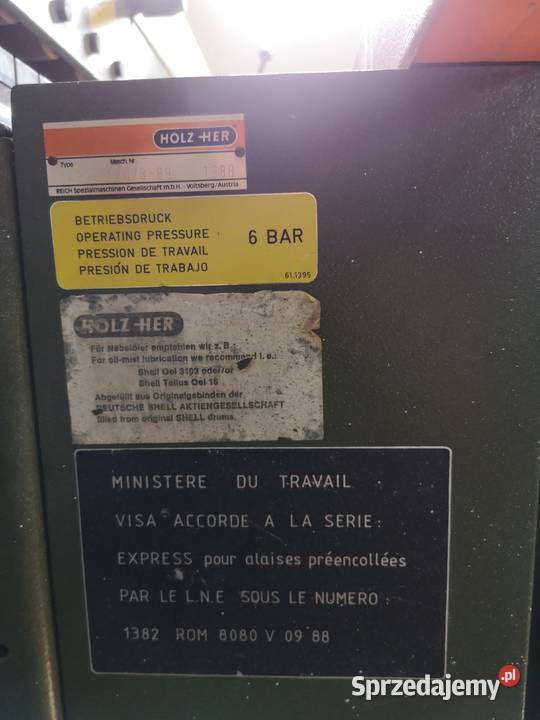 HOLZ-HER
Type Masch. Nr.
REICH Spezialmaschinen Gesellschaft m.b.H. Voitsberg/Austria
BETRIEBSDRUCK
OPERATING PRESSURE 6 BAR
PRESSION DE TRAVAIL
PRESIÓN DE TRABAJO
61.1395
HOLZ-HER
Für Nebelöler empfehlen wir z. B.:
For oil-mist lubrication we recommend i. e.:
Shell Oel 3103 oder/or
Shell Tellus Oel 15
Abgefüllt aus Originalgebinden der
DEUTSCHE SHELL AKTIENGESELLSCHAFT
filled from original SHELL drums.
MINISTERE DU TRAVAIL
VISA ACCORDE A LA SERIE:
EXPRESS pour alaises préencollées
PAR LE L.N.E SOUS LE NUMERO:
1382 ROM 8080 V 09 88
Sprzedajemy.pl